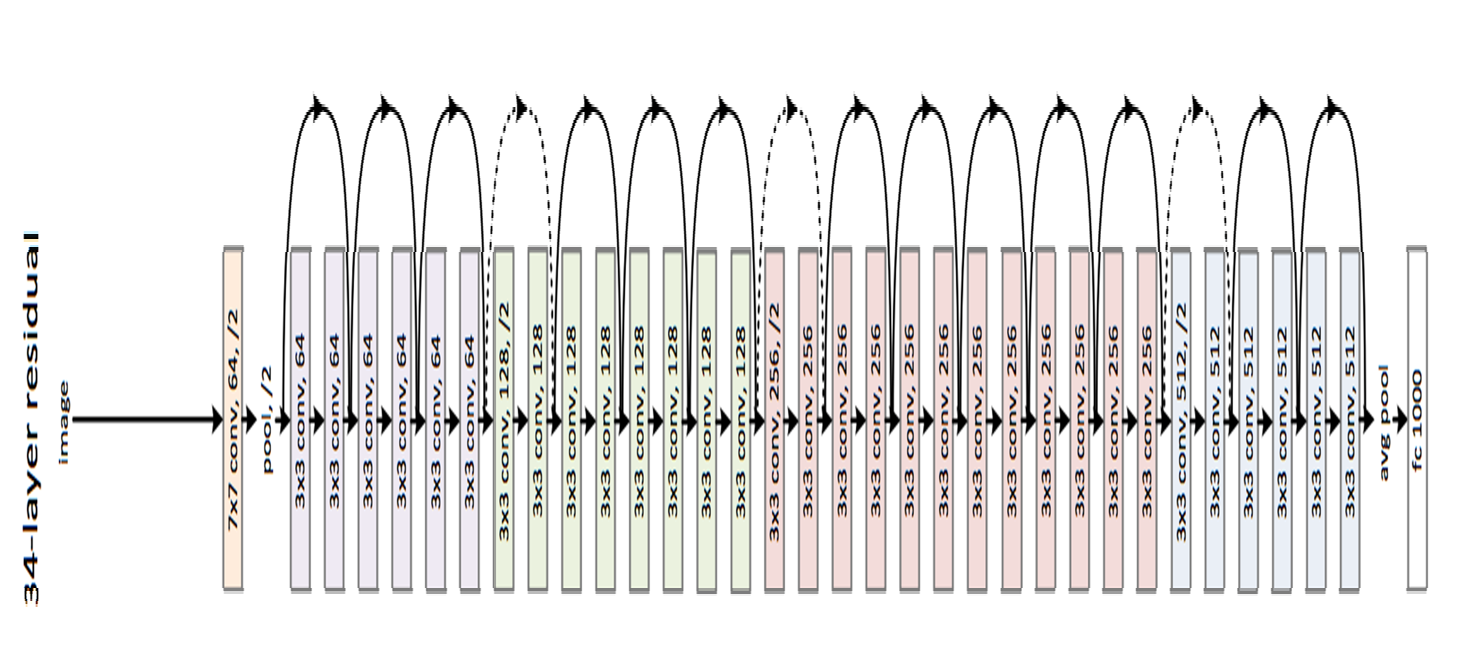 34-layer residual
image
7x7 conv, 64, /2
pool, /2
3x3 conv, 64
3x3 conv, 64
3x3 conv, 64
3x3 conv, 64
3x3 conv, 64
3x3 conv, 64
3x3 conv, 128, /2
3x3 conv, 128
3x3 conv, 128
3x3 conv, 128
3x3 conv, 128
3x3 conv, 128
3x3 conv, 128
3x3 conv, 128
3x3 conv, 256, /2
3x3 conv, 256
3x3 conv, 256
3x3 conv, 256
3x3 conv, 256
3x3 conv, 256
3x3 conv, 256
3x3 conv, 256
3x3 conv, 256
3x3 conv, 256
3x3 conv, 256
3x3 conv, 256
3x3 conv, 512, /2
3x3 conv, 512
3x3 conv, 512
3x3 conv, 512
3x3 conv, 512
3x3 conv, 512
avg pool
fc 1000